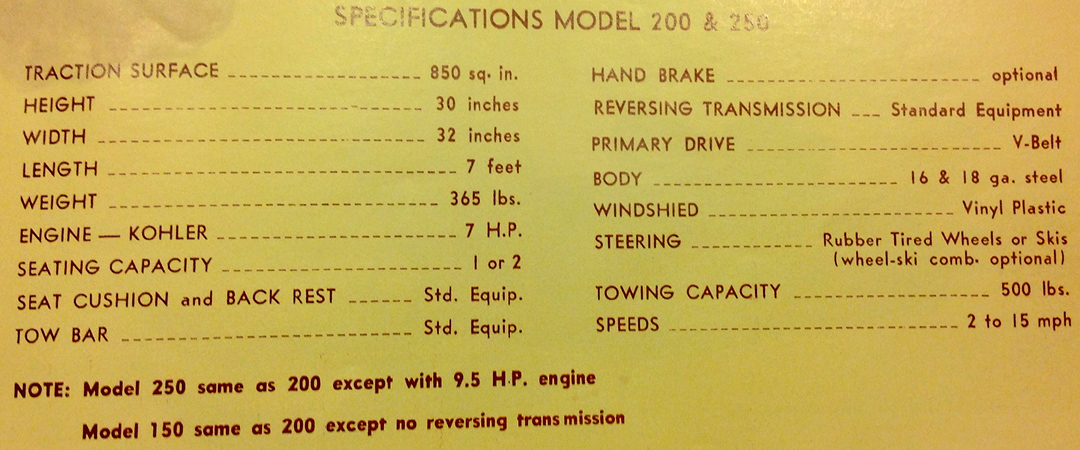 SPECIFICATIONS MODEL 200 & 250
TRACTION SURFACE 850 sq. in.
HEIGHT 30 inches
WIDTH 32 inches
LENGTH 7 feet
WEIGHT 365 lbs.
ENGINE — KOHLER 7 H.P.
SEATING CAPACITY 1 or 2
SEAT CUSHION and BACK REST Std. Equip.
TOW BAR Std. Equip.
HAND BRAKE optional
REVERSING TRANSMISSION Standard Equipment
PRIMARY DRIVE V-Belt
BODY 16 & 18 ga. steel
WINDSHIED Vinyl Plastic
STEERING Rubber Tired Wheels or Skis
(wheel-ski comb. optional)
TOWING CAPACITY 500 lbs.
SPEEDS 2 to 15 mph
NOTE: Model 250 same as 200 except with 9.5 H.P. engine
Model 150 same as 200 except no reversing transmission